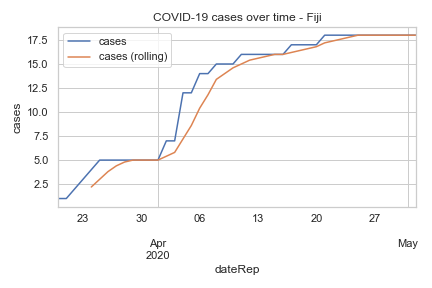 COVID-19 cases over time - Fiji
cases
cases (rolling)
17.5
15.0
12.5
10.0
7.5
5.0
2.5
cases
23 30 06 13 20 27
Apr May
2020
dateRep